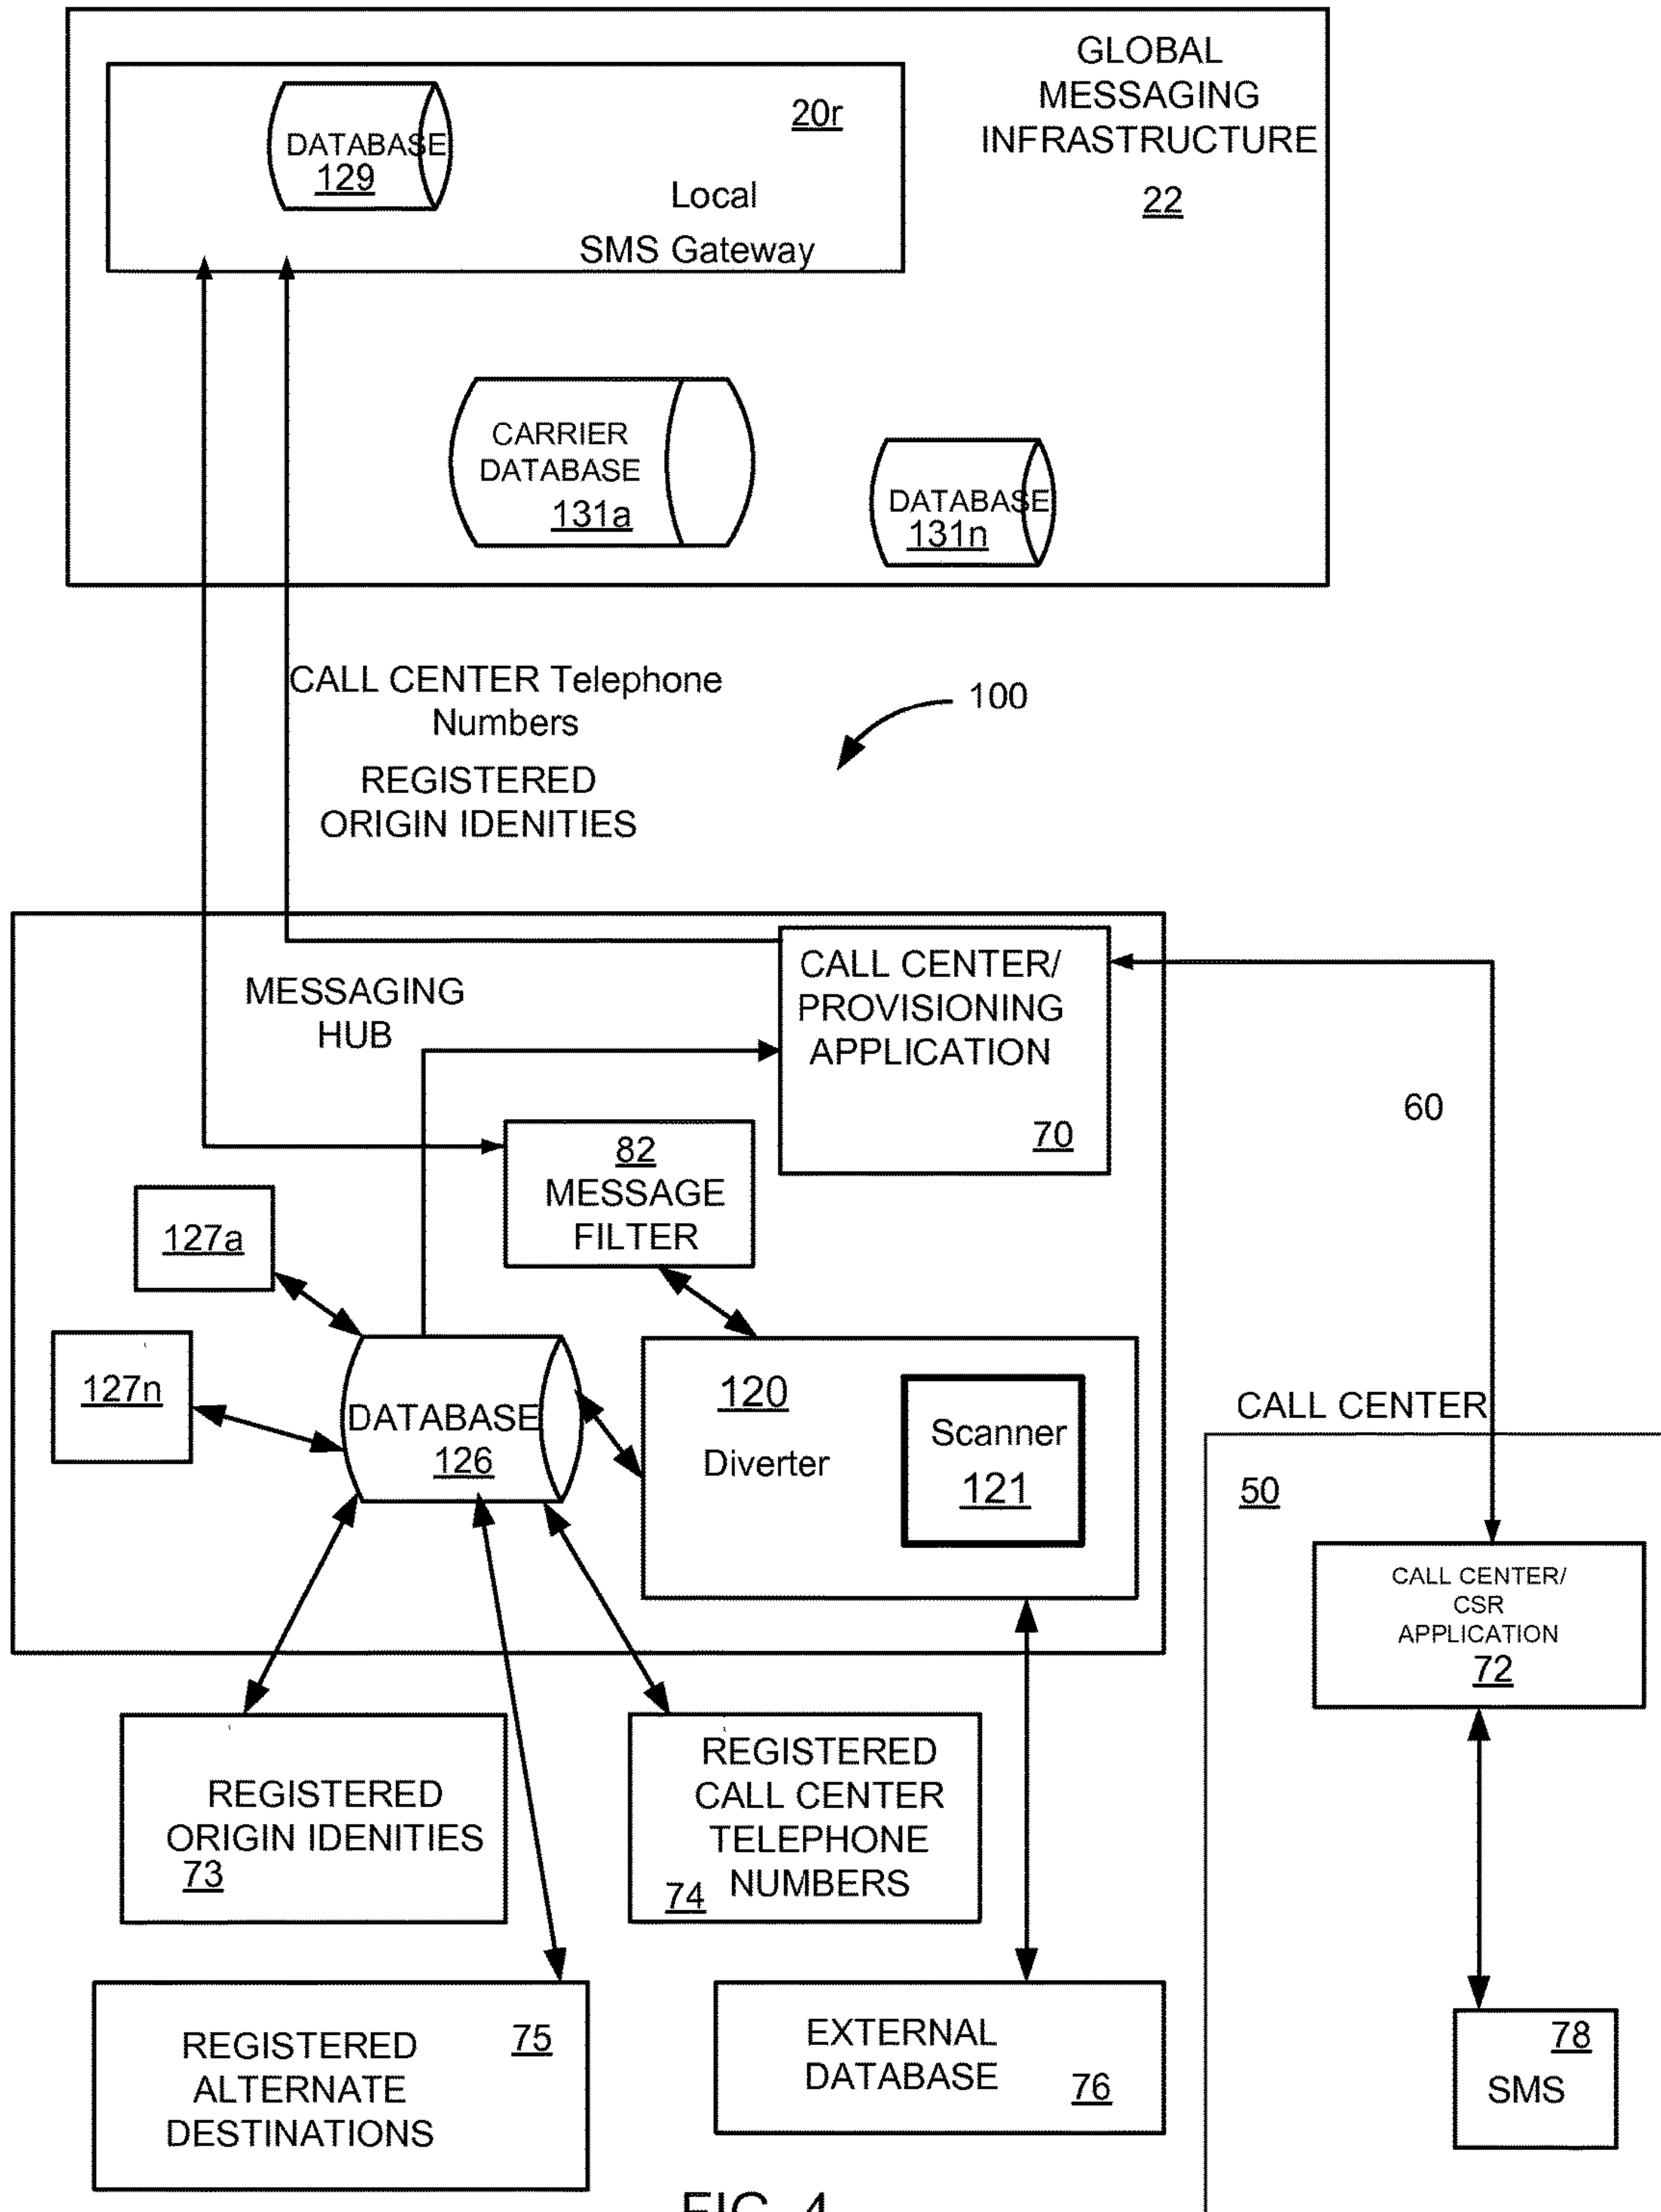 GLOBAL
MESSAGING
INFRASTRUCTURE
22
20r
DATABASE
129
Local
SMS Gateway
CARRIER
DATABASE
131a
DATABASE
131n
CALL CENTER Telephone
Numbers
REGISTERED
ORIGIN IDENITIES
100
MESSAGING
HUB
CALL CENTER/
PROVISIONING
APPLICATION
70
60
82
MESSAGE
FILTER
127a
127n
DATABASE
126
120
Diverter
Scanner
121
CALL CENTER
50
CALL CENTER/
CSR
APPLICATION
72
REGISTERED
ORIGIN IDENITIES
73
REGISTERED
CALL CENTER
TELEPHONE
NUMBERS
74
75
REGISTERED
ALTERNATE
DESTINATIONS
EXTERNAL
DATABASE
76
78
SMS
FIG. 4